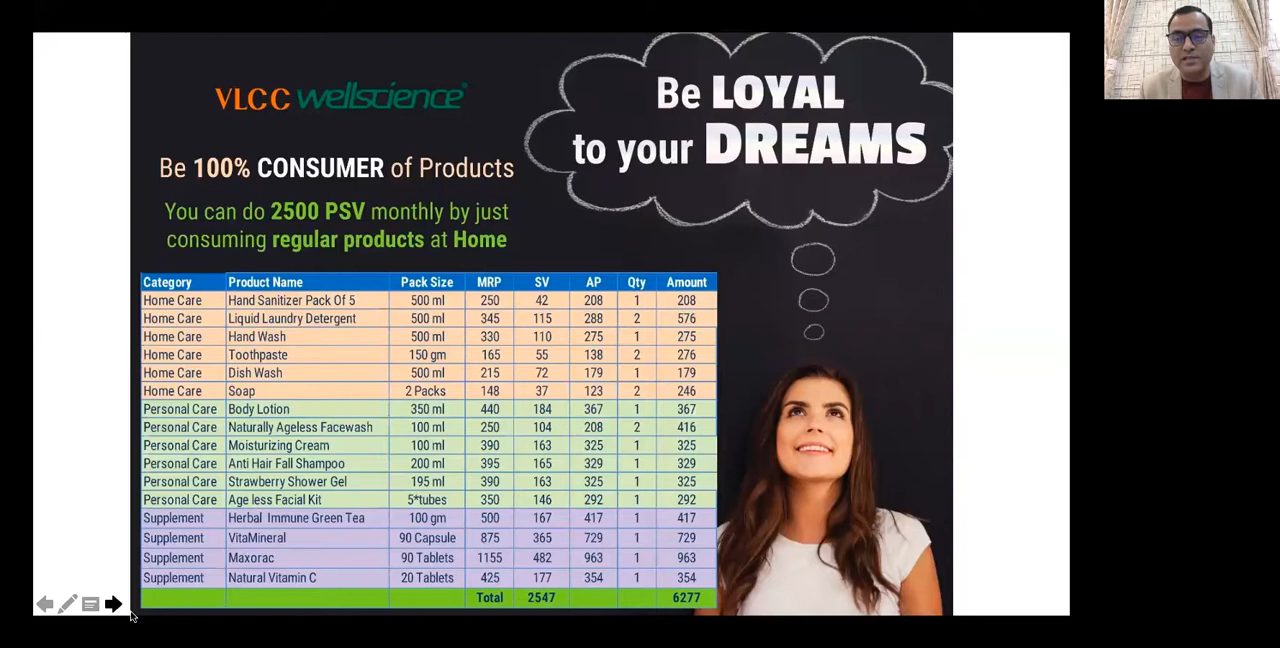 VLCC wellscience®
Be LOYAL
to your DREAMS
Be 100% CONSUMER of Products
You can do 2500 PSV monthly by just
consuming regular products at Home
Category Product Name Pack Size MRP SV AP Qty Amount
Home Care Hand Sanitizer Pack Of 5 500 ml 250 42 208 1 208
Home Care Liquid Laundry Detergent 500 ml 345 115 288 2 576
Home Care Hand Wash 500 ml 330 110 275 1 275
Home Care Toothpaste 150 gm 165 55 138 2 276
Home Care Dish Wash 500 ml 215 72 179 1 179
Home Care Soap 2 Packs 148 37 123 2 246
Personal Care Body Lotion 350 ml 440 184 367 1 367
Personal Care Naturally Ageless Facewash 100 ml 250 104 208 2 416
Personal Care Moisturizing Cream 100 ml 390 163 325 1 325
Personal Care Anti Hair Fall Shampoo 200 ml 395 165 329 1 329
Personal Care Strawberry Shower Gel 195 ml 390 163 325 1 325
Personal Care Age less Facial Kit 5*tubes 350 146 292 1 292
Supplement Herbal Immune Green Tea 100 gm 500 167 417 1 417
Supplement VitaMineral 90 Capsule 875 365 729 1 729
Supplement Maxorac 90 Tablets 1155 482 963 1 963
Supplement Natural Vitamin C 20 Tablets 425 177 354 1 354
Total 2547 6277